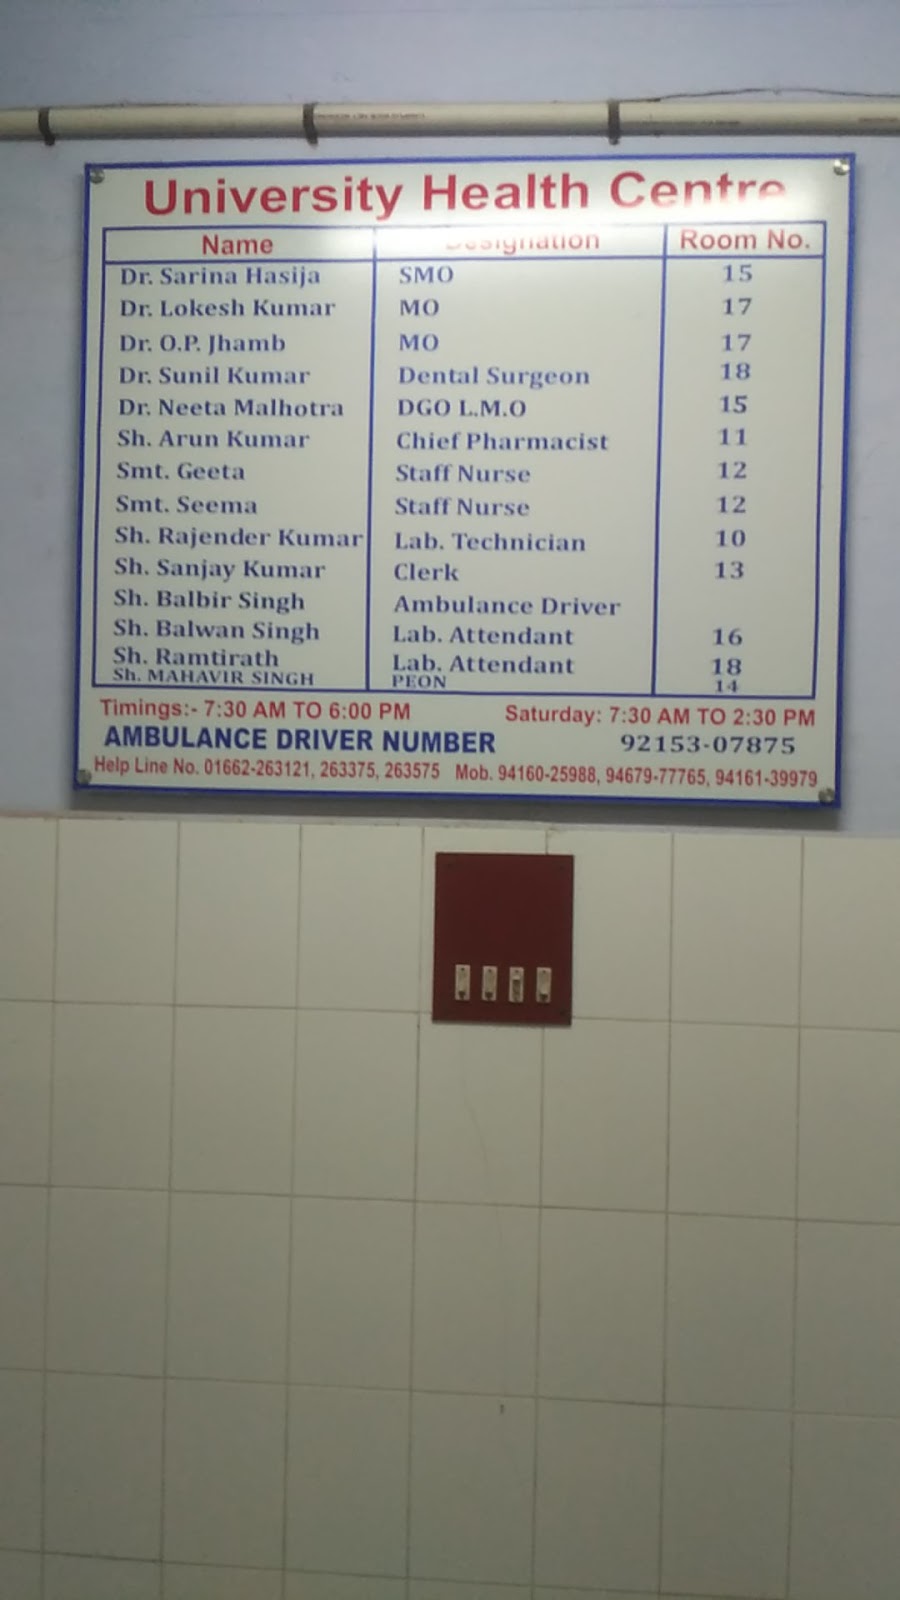 University Health Centre
Name Designation Room No.
Dr. Sarina Hasija SMO 15
Dr. Lokesh Kumar MO 17
Dr. O.P. Jhamb MO 17
Dr. Sunil Kumar Dental Surgeon 18
Dr. Neeta Malhotra DGO L.M.O 15
Sh. Arun Kumar Chief Pharmacist 11
Smt. Geeta Staff Nurse 12
Smt. Seema Staff Nurse 12
Sh. Rajender Kumar Lab. Technician 10
Sh. Sanjay Kumar Clerk 13
Sh. Balbir Singh Ambulance Driver
Sh. Balwan Singh Lab. Attendant 16
Sh. Ramtirath Lab. Attendant 18
Sh. MAHAVIR SINGH PEON 14
Timings:- 7:30 AM TO 6:00 PM Saturday: 7:30 AM TO 2:30 PM
AMBULANCE DRIVER NUMBER 92153-07875
Help Line No. 01662-263121, 263375, 263575 Mob. 94160-25988, 94679-77765, 94161-39979